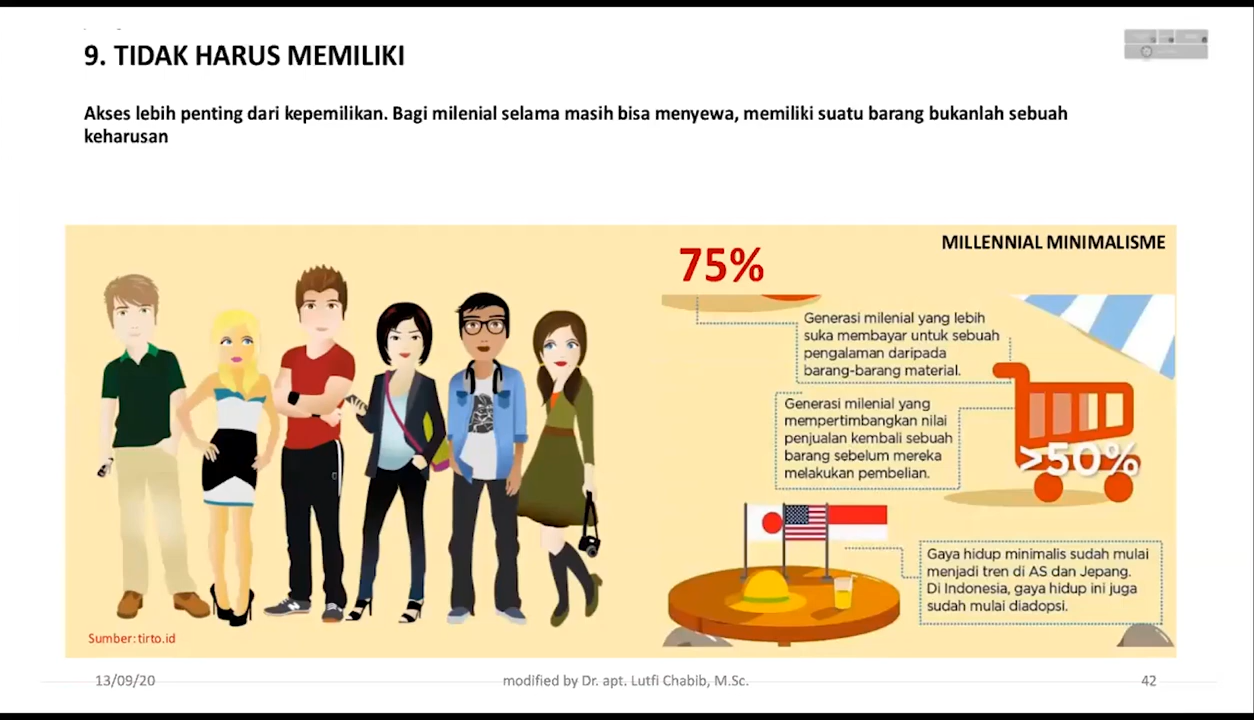 9. TIDAK HARUS MEMILIKI
Akses lebih penting dari kepemilikan. Bagi milenial selama masih bisa menyewa, memiliki suatu barang bukanlah sebuah
keharusan
MILLENNIAL MINIMALISME
75%
Generasi milenial yang lebih
suka membayar untuk sebuah
pengalaman daripada
barang-barang material.
Generasi milenial yang
mempertimbangkan nilai
penjualan kembali sebuah
barang sebelum mereka
melakukan pembelian.
>50%
Gaya hidup minimalis sudah mulai
menjadi tren di AS dan Jepang.
Di Indonesia, gaya hidup ini juga
sudah mulai diadopsi.
Sumber: tirto.id
13/09/20
modified by Dr. apt. Lutfi Chabib, M.Sc.
42